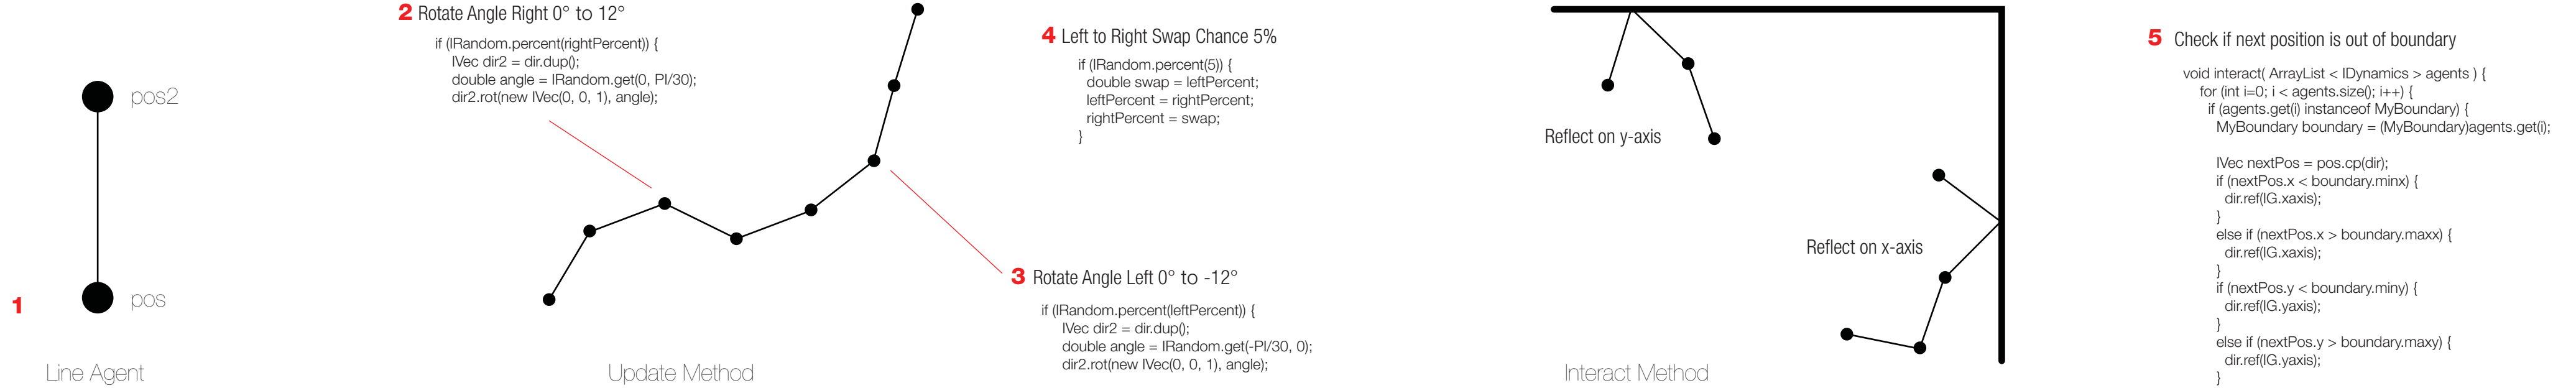 1
pos2
pos
Line Agent
2 Rotate Angle Right 0° to 12°
if (IRandom.percent(rightPercent)) {
IVec dir2 = dir.dup();
double angle = IRandom.get(0, PI/30);
dir2.rot(new IVec(0, 0, 1), angle);
Update Method
4 Left to Right Swap Chance 5%
if (IRandom.percent(5)) {
double swap = leftPercent;
leftPercent = rightPercent;
rightPercent = swap;
}
3 Rotate Angle Left 0° to -12°
if (IRandom.percent(leftPercent)) {
IVec dir2 = dir.dup();
double angle = IRandom.get(-PI/30, 0);
dir2.rot(new IVec(0, 0, 1), angle);
Reflect on y-axis
Reflect on x-axis
Interact Method
5 Check if next position is out of boundary
void interact( ArrayList < IDynamics > agents ) {
for (int i=0; i < agents.size(); i++) {
if (agents.get(i) instanceof MyBoundary) {
MyBoundary boundary = (MyBoundary)agents.get(i);
IVec nextPos = pos.cp(dir);
if (nextPos.x < boundary.minx) {
dir.ref(IG.xaxis);
}
else if (nextPos.x > boundary.maxx) {
dir.ref(IG.xaxis);
}
if (nextPos.y < boundary.miny) {
dir.ref(IG.yaxis);
}
else if (nextPos.y > boundary.maxy) {
dir.ref(IG.yaxis);
}